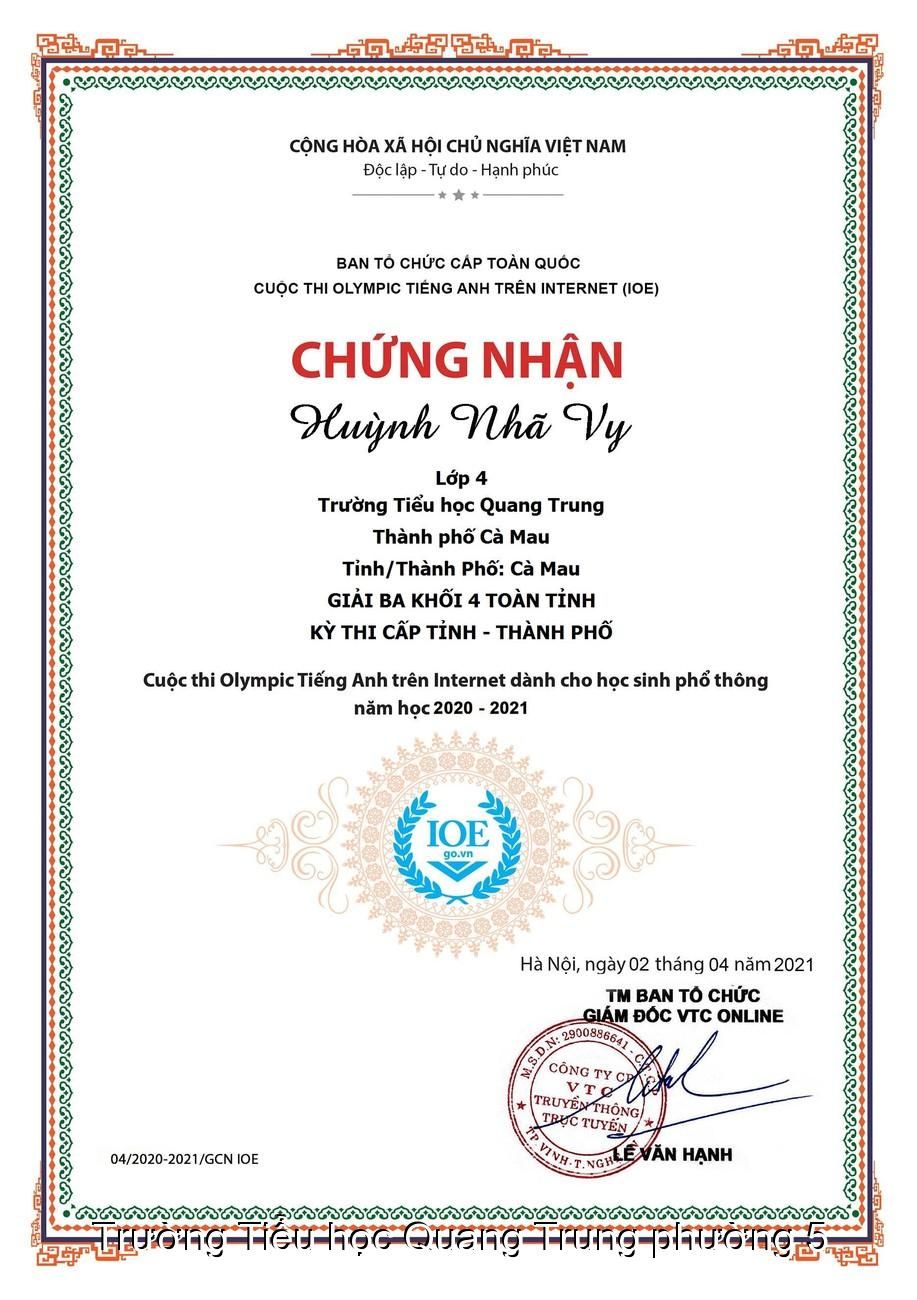 CỘNG HÒA XÃ HỘI CHỦ NGHĨA VIỆT NAM
Độc lập - Tự do - Hạnh phúc
BAN TỔ CHỨC CẤP TOÀN QUỐC
CUỘC THI OLYMPIC TIẾNG ANH TRÊN INTERNET (IOE)
CHỨNG NHẬN
Huỳnh Nhã Vy
Lớp 4
Trường Tiểu học Quang Trung
Thành phố Cà Mau
Tỉnh/Thành Phố: Cà Mau
GIẢI BA KHỐI 4 TOÀN TỈNH
KỲ THI CẤP TỈNH - THÀNH PHỐ
Cuộc thi Olympic Tiếng Anh trên Internet dành cho học sinh phổ thông
năm học 2020 - 2021
IOE
go.vn
Hà Nội, ngày 02 tháng 04 năm 2021
TM BAN TỔ CHỨC
GIÁM ĐỐC VTC ONLINE
M.S.D.N: 2900886641 - C.T.C.P
CÔNG TY CP
VTC
TRUYỀN THÔNG
TRỰC TUYẾN
TP VINH-T.NGHỆ AN
LÊ VĂN HẠNH
04/2020-2021/GCN IOE
Trường Tiểu học Quang Trung phường 5